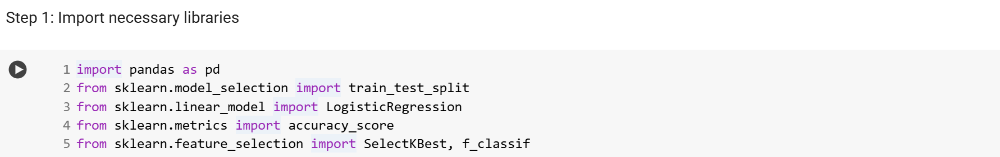 Step 1: Import necessary libraries
1 import pandas as pd
2 from sklearn.model_selection import train_test_split
3 from sklearn.linear_model import LogisticRegression
4 from sklearn.metrics import accuracy_score
5 from sklearn.feature_selection import SelectKBest, f_classif